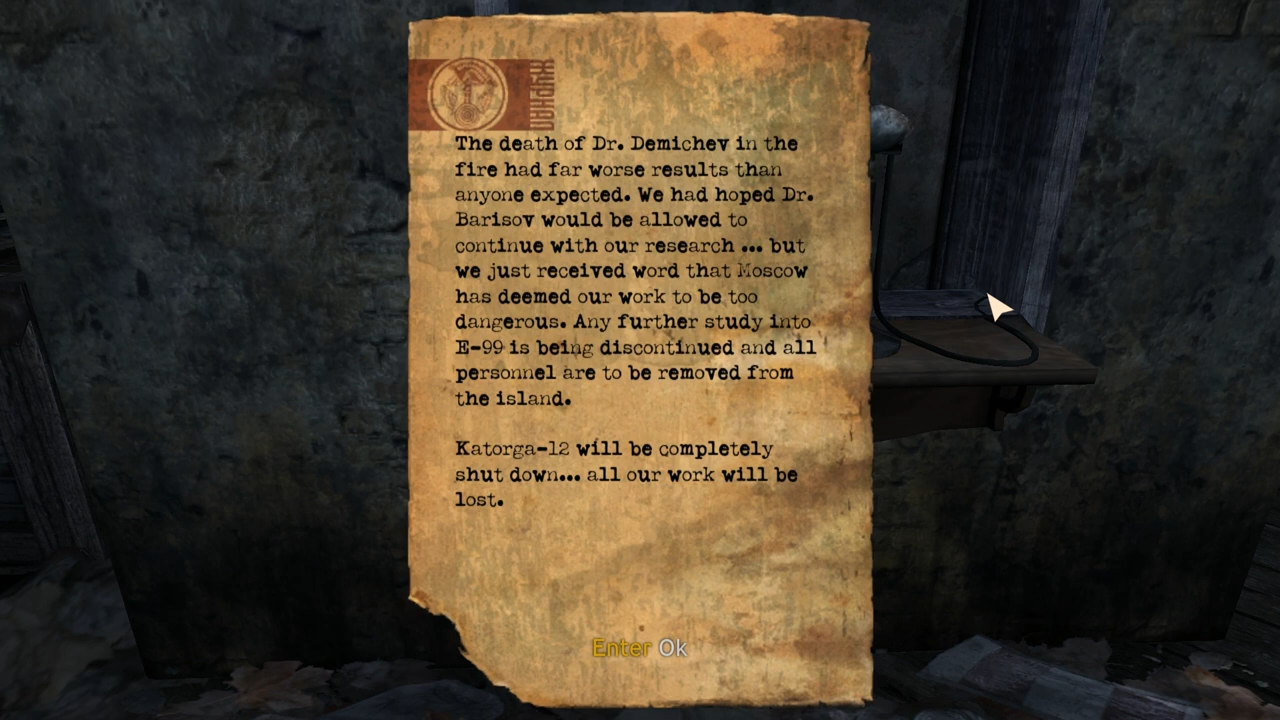 The death of Dr. Demichev in the
fire had far worse results than
anyone expected. We had hoped Dr.
Barisov would be allowed to
continue with our research ... but
we just received word that Moscow
has deemed our work to be too
dangerous. Any further study into
E-99 is being discontinued and all
personnel are to be removed from
the island.
Katorga-12 will be completely
shut down... all our work will be
lost.
Enter Ok